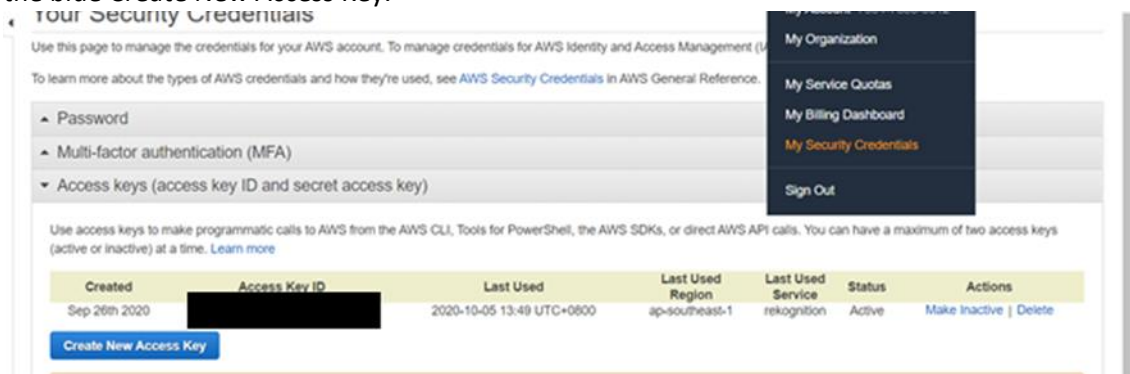 the blue Create New Access Key.
Your Security Credentials
Use this page to manage the credentials for your AWS account. To manage credentials for AWS Identity and Access Management
To learn more about the types of AWS credentials and how they're used, see AWS Security Credentials in AWS General Reference.
Password
Multi-factor authentication (MFA)
Access keys (access key ID and secret access key)
My Organization
My Service Quotas
My Billing Dashboard
My Security Credentials
Sign Out
Use access keys to make programmatic calls to AWS from the AWS CLI, Tools for PowerShell, the AWS SDKs, or direct AWS API calls. You can have a maximum of two access keys
(active or inactive) at a time. Learn more
Created Access Key ID Last Used Last Used Region Last Used Service Status Actions
Sep 26th 2020 2020-10-05 13:49 UTC+0800 ap-southeast-1 rekognition Active Make Inactive | Delete
Create New Access Key